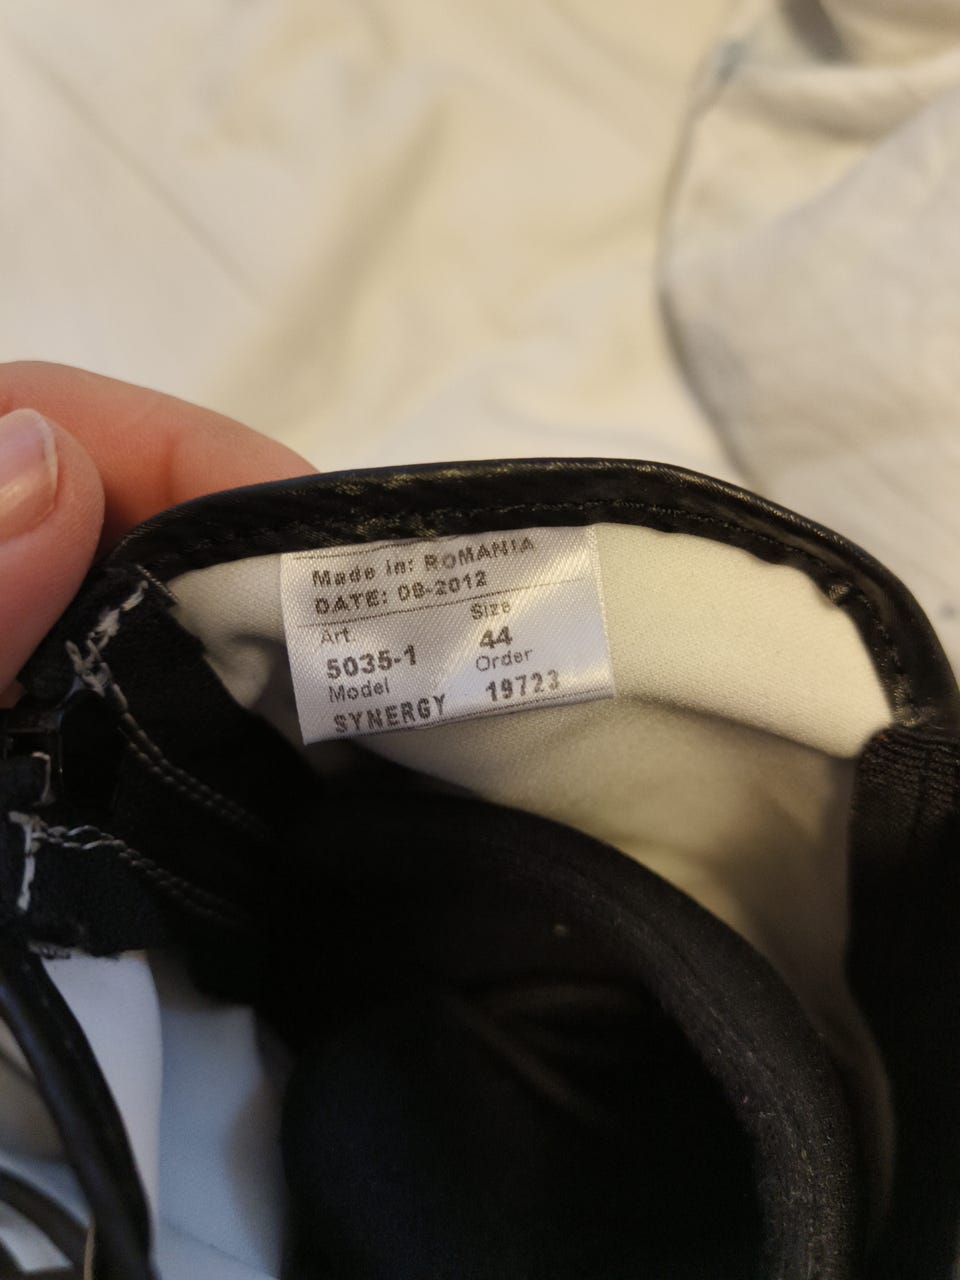 Made in: ROMANIA
DATE: 08-2012
Art. Size
5035-1 44
Model Order
SYNERGY 19723